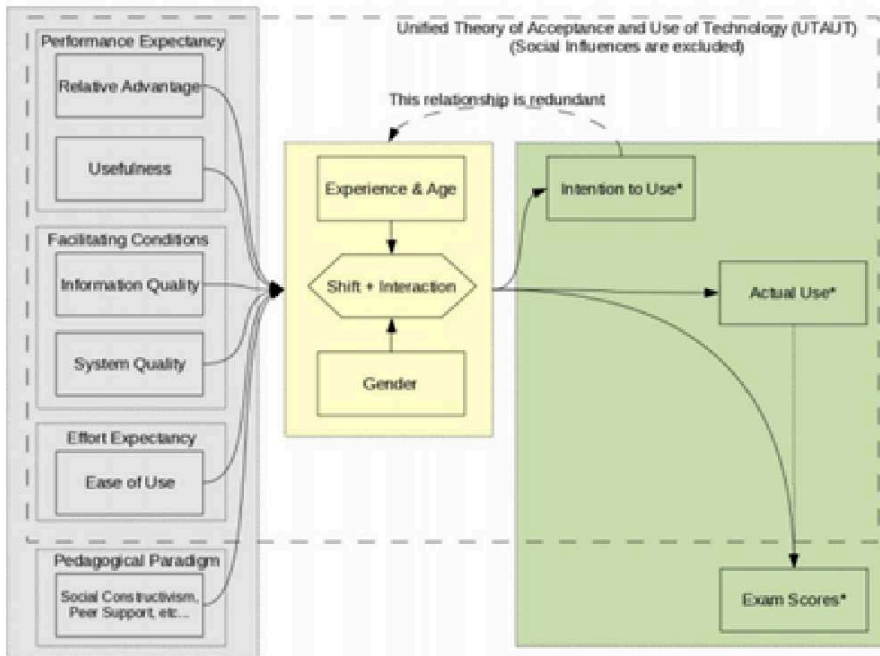 Unified Theory of Acceptance and Use of Technology (UTAUT)
(Social Influences are excluded)
Performance Expectancy
Relative Advantage
Usefulness
Facilitating Conditions
Information Quality
System Quality
Effort Expectancy
Ease of Use
Pedagogical Paradigm
Social Constructivism,
Peer Support, etc...
This relationship is redundant
Experience & Age
Shift + Interaction
Gender
Intention to Use*
Actual Use*
Exam Scores*